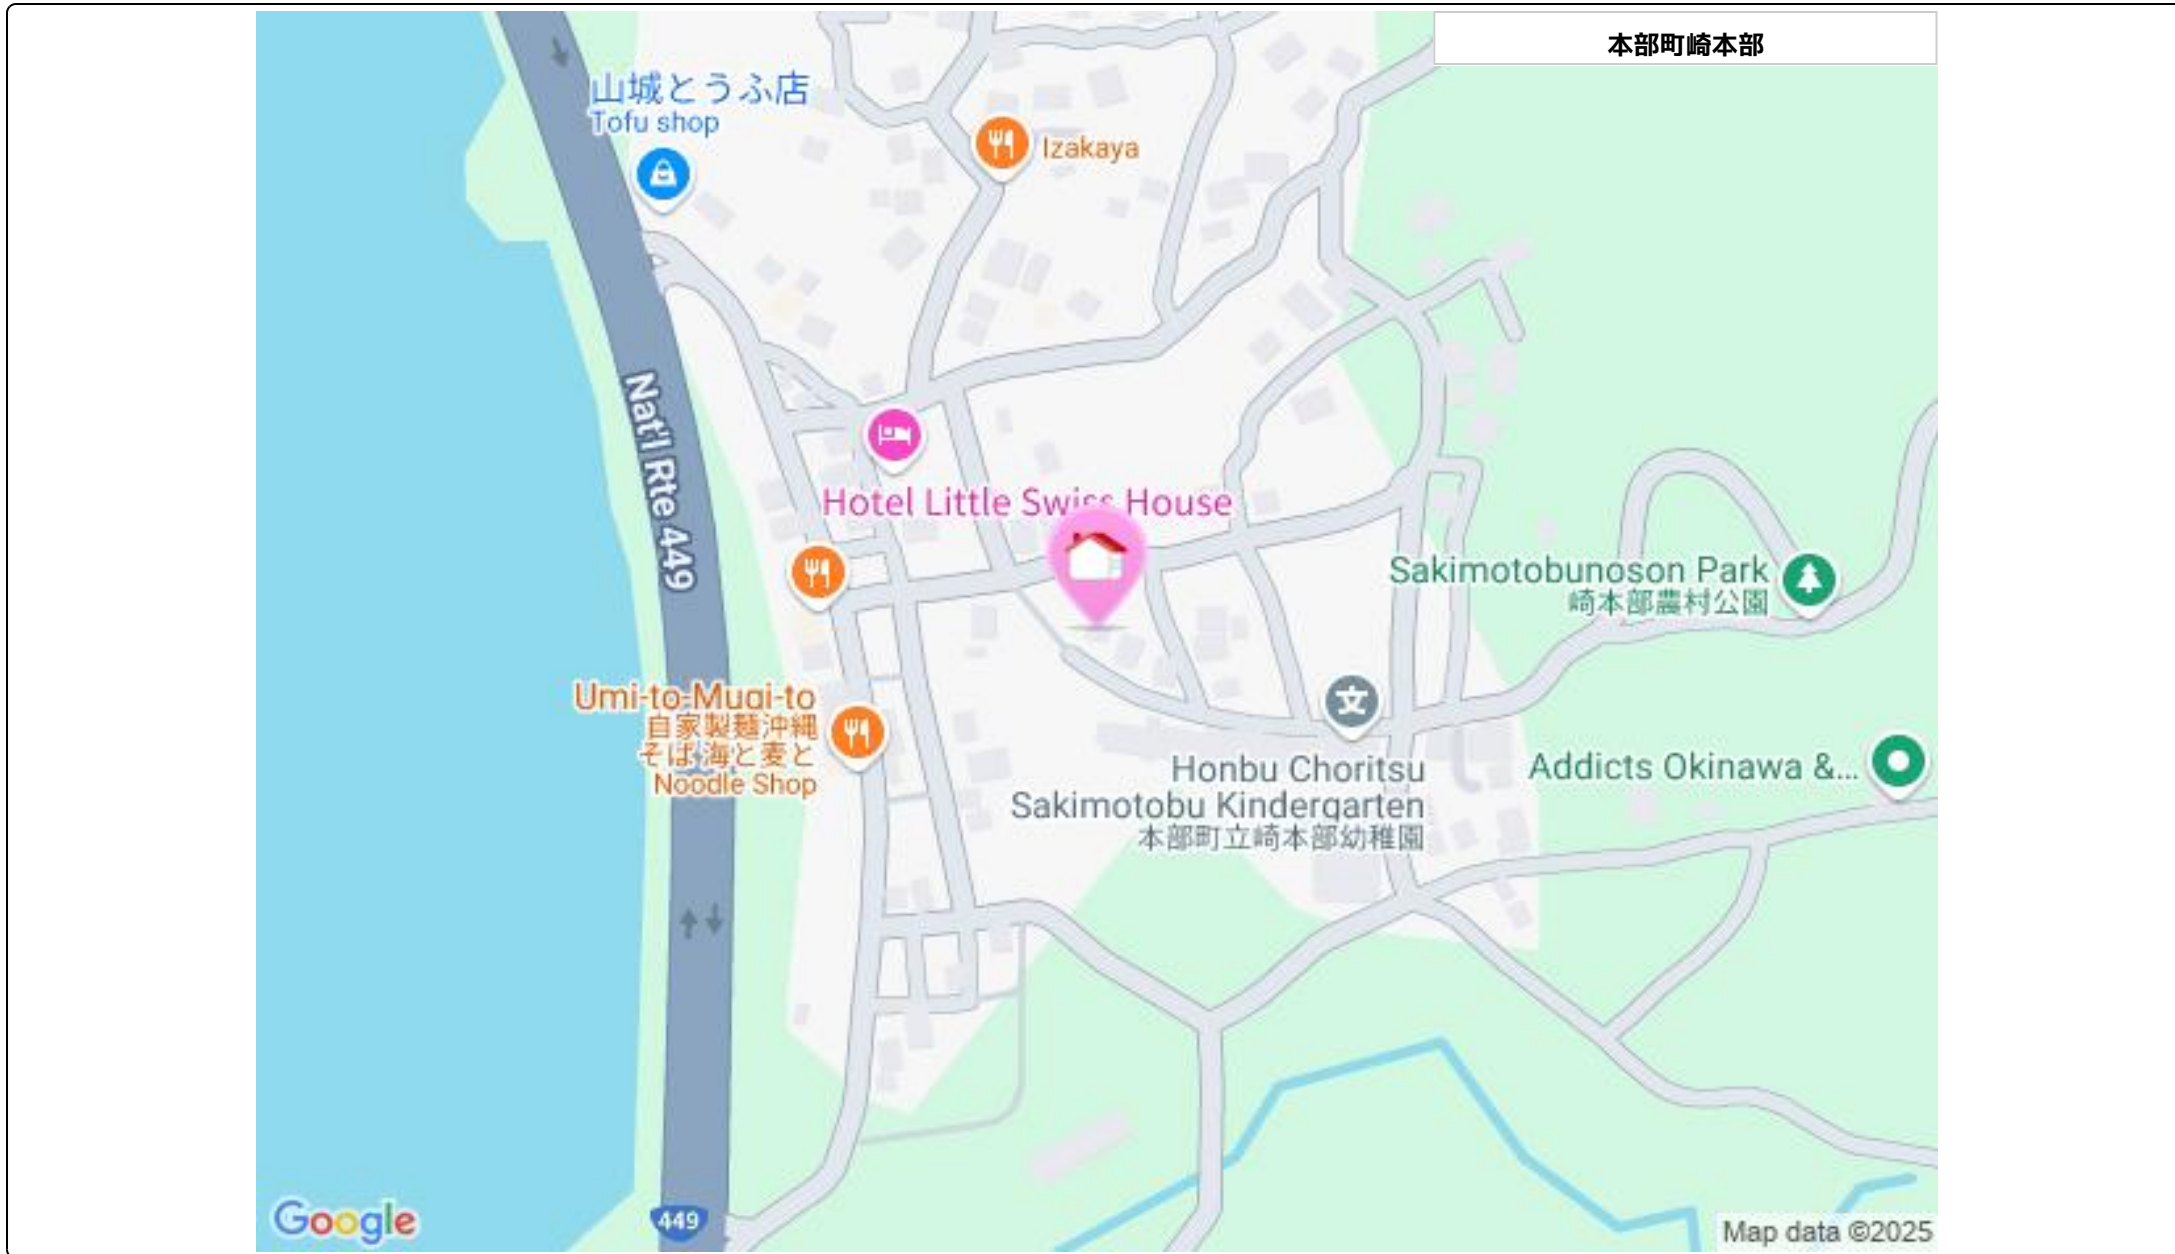 本部町崎本部
山城とうふ店
Tofu shop
Izakaya
Nat'l Rte 449
Hotel Little Swiss House
Sakimotobunoson Park
崎本部農村公園
Umi-to-Mugi-to
自家製麺沖縄
そば 海と麦と
Noodle Shop
文
Honbu Choritsu
Sakimotobu Kindergarten
本部町立崎本部幼稚園
Addicts Okinawa &...
449
Google
Map data ©2025